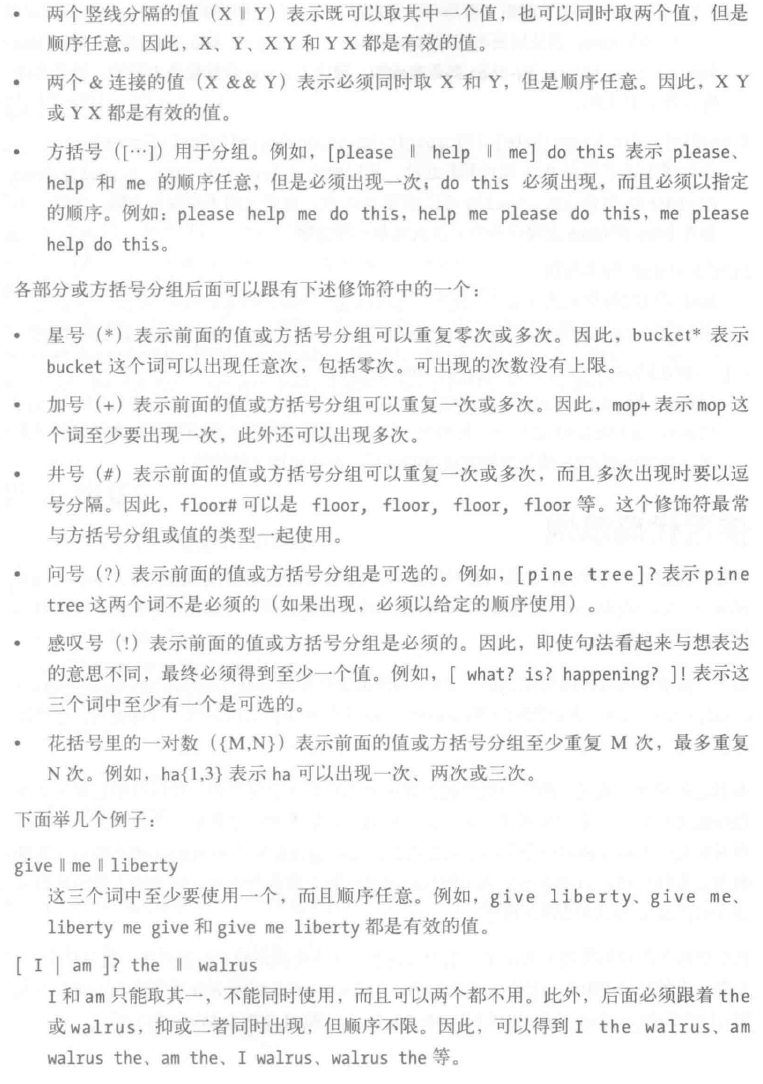 • 两个竖线分隔的值（X ‖ Y）表示既可以取其中一个值，也可以同时取两个值，但是
顺序任意。因此，X、Y、X Y 和 Y X 都是有效的值。
• 两个 & 连接的值（X && Y）表示必须同时取 X 和 Y，但是顺序任意。因此，X Y
或 Y X 都是有效的值。
• 方括号（[…]）用于分组。例如，[please ‖ help ‖ me] do this 表示 please、
help 和 me 的顺序任意，但是必须出现一次；do this 必须出现，而且必须以指定
的顺序。例如：please help me do this，help me please do this，me please
help do this。
各部分或方括号分组后面可以跟有下述修饰符中的一个：
• 星号（*）表示前面的值或方括号分组可以重复零次或多次。因此，bucket* 表示
bucket 这个词可以出现任意次，包括零次。可出现的次数没有上限。
• 加号（+）表示前面的值或方括号分组可以重复一次或多次。因此，mop+ 表示 mop 这
个词至少要出现一次，此外还可以出现多次。
• 井号（#）表示前面的值或方括号分组可以重复一次或多次，而且多次出现时要以逗
号分隔。因此，floor# 可以是 floor, floor, floor, floor 等。这个修饰符最常
与方括号分组或值的类型一起使用。
• 问号（?）表示前面的值或方括号分组是可选的。例如，[pine tree]? 表示 pine
tree 这两个词不是必须的（如果出现，必须以给定的顺序使用）。
• 感叹号（!）表示前面的值或方括号分组是必须的。因此，即使句法看起来与想表达
的意思不同，最终必须得到至少一个值。例如，[ what? is? happening? ]! 表示这
三个词中至少有一个是可选的。
• 花括号里的一对数（{M,N}）表示前面的值或方括号分组至少重复 M 次，最多重复
N 次。例如，ha{1,3} 表示 ha 可以出现一次、两次或三次。
下面举几个例子：
give ‖ me ‖ liberty
这三个词中至少要使用一个，而且顺序任意。例如，give liberty、give me、
liberty me give 和 give me liberty 都是有效的值。
[ I | am ]? the ‖ walrus
I 和 am 只能取其一，不能同时使用，而且可以两个都不用。此外，后面必须跟着 the
或 walrus，抑或二者同时出现，但顺序不限。因此，可以得到 I the walrus、am
walrus the、am the、I walrus、walrus the 等。